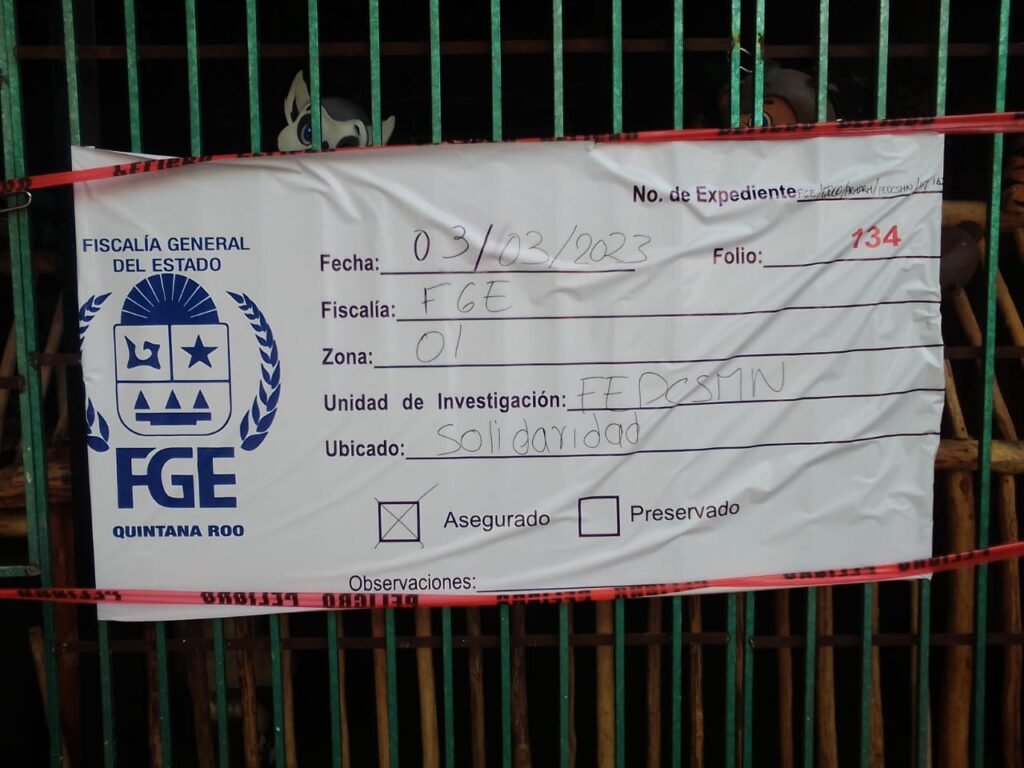 No. de Expediente
FISCALÍA GENERAL
DEL ESTADO
Fecha: 03/03/2023
Folio: 134
Fiscalía: FGE
Zona: 01
Unidad de Investigación: FEDCSMN
Ubicado: Solidaridad
FGE
QUINTANA ROO
Asegurado
Preservado
Observaciones:
PELIGRO PELIGRO